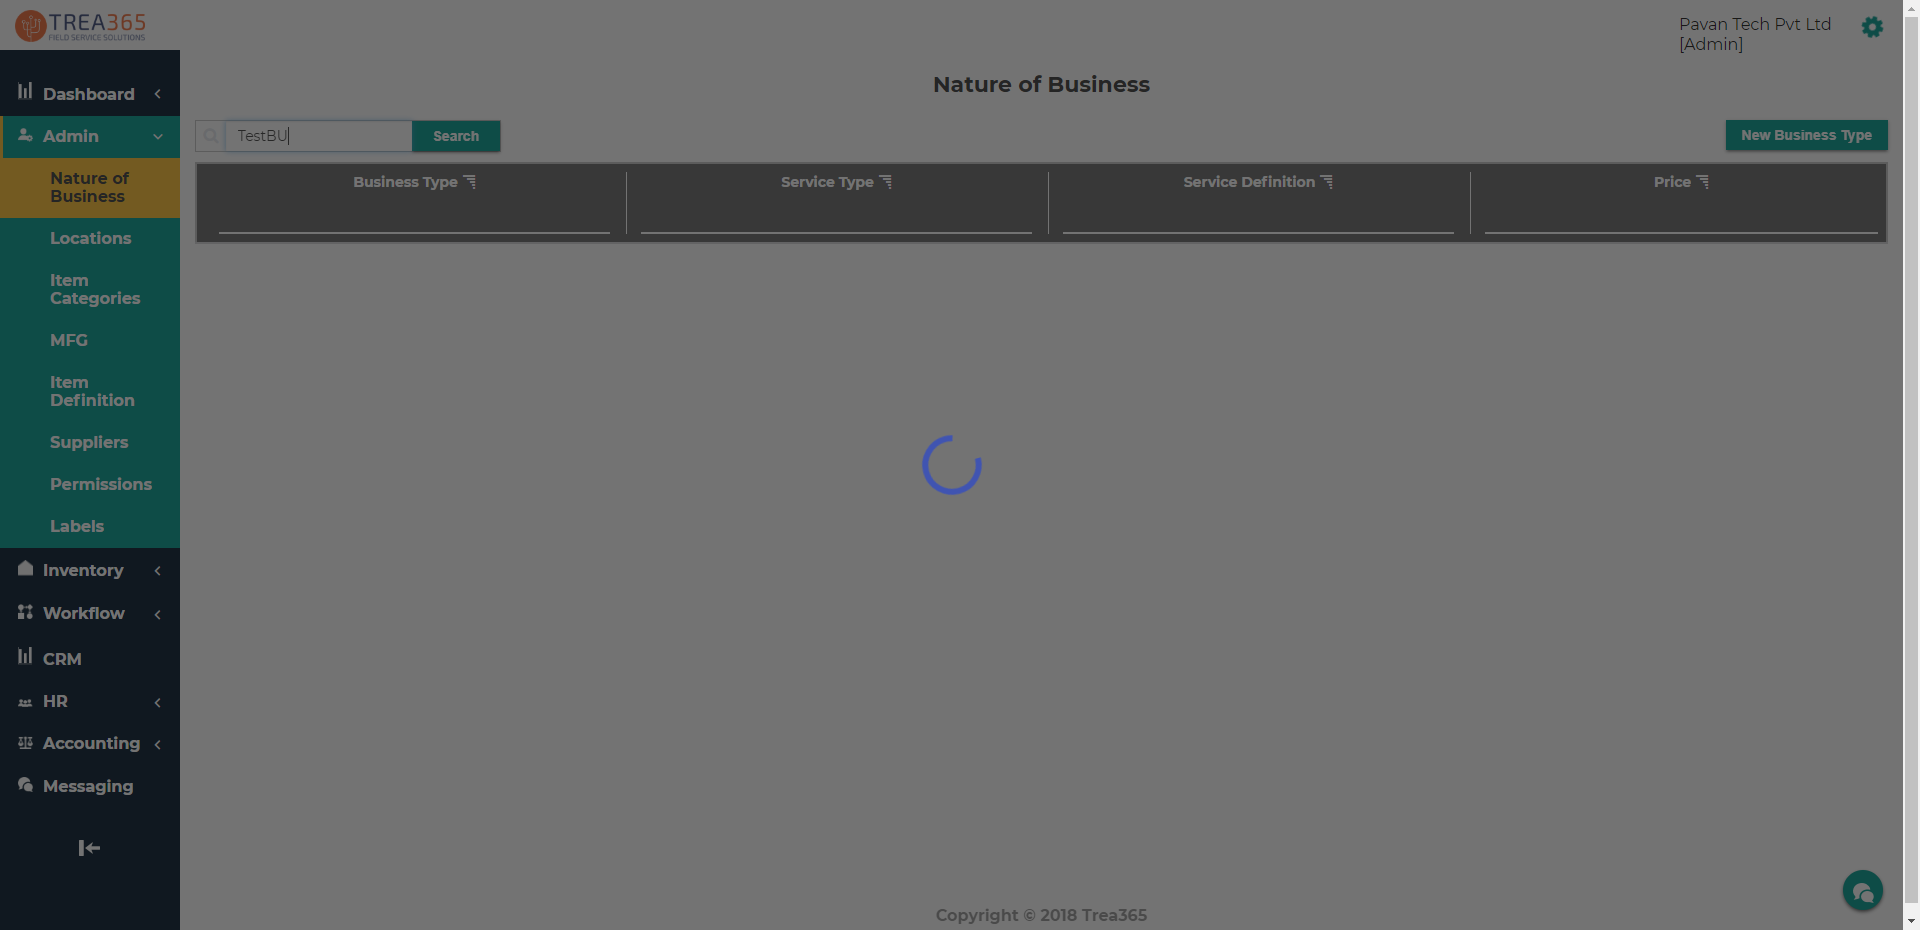 TREA365
FIELD SERVICE SOLUTIONS
Pavan Tech Pvt Ltd
[Admin]
Dashboard
Admin
Nature of
Business
Locations
Item
Categories
MFG
Item
Definition
Suppliers
Permissions
Labels
Inventory
Workflow
CRM
HR
Accounting
Messaging
Nature of Business
TestBU
Search
New Business Type
Business Type
Service Type
Service Definition
Price
Copyright © 2018 Trea365